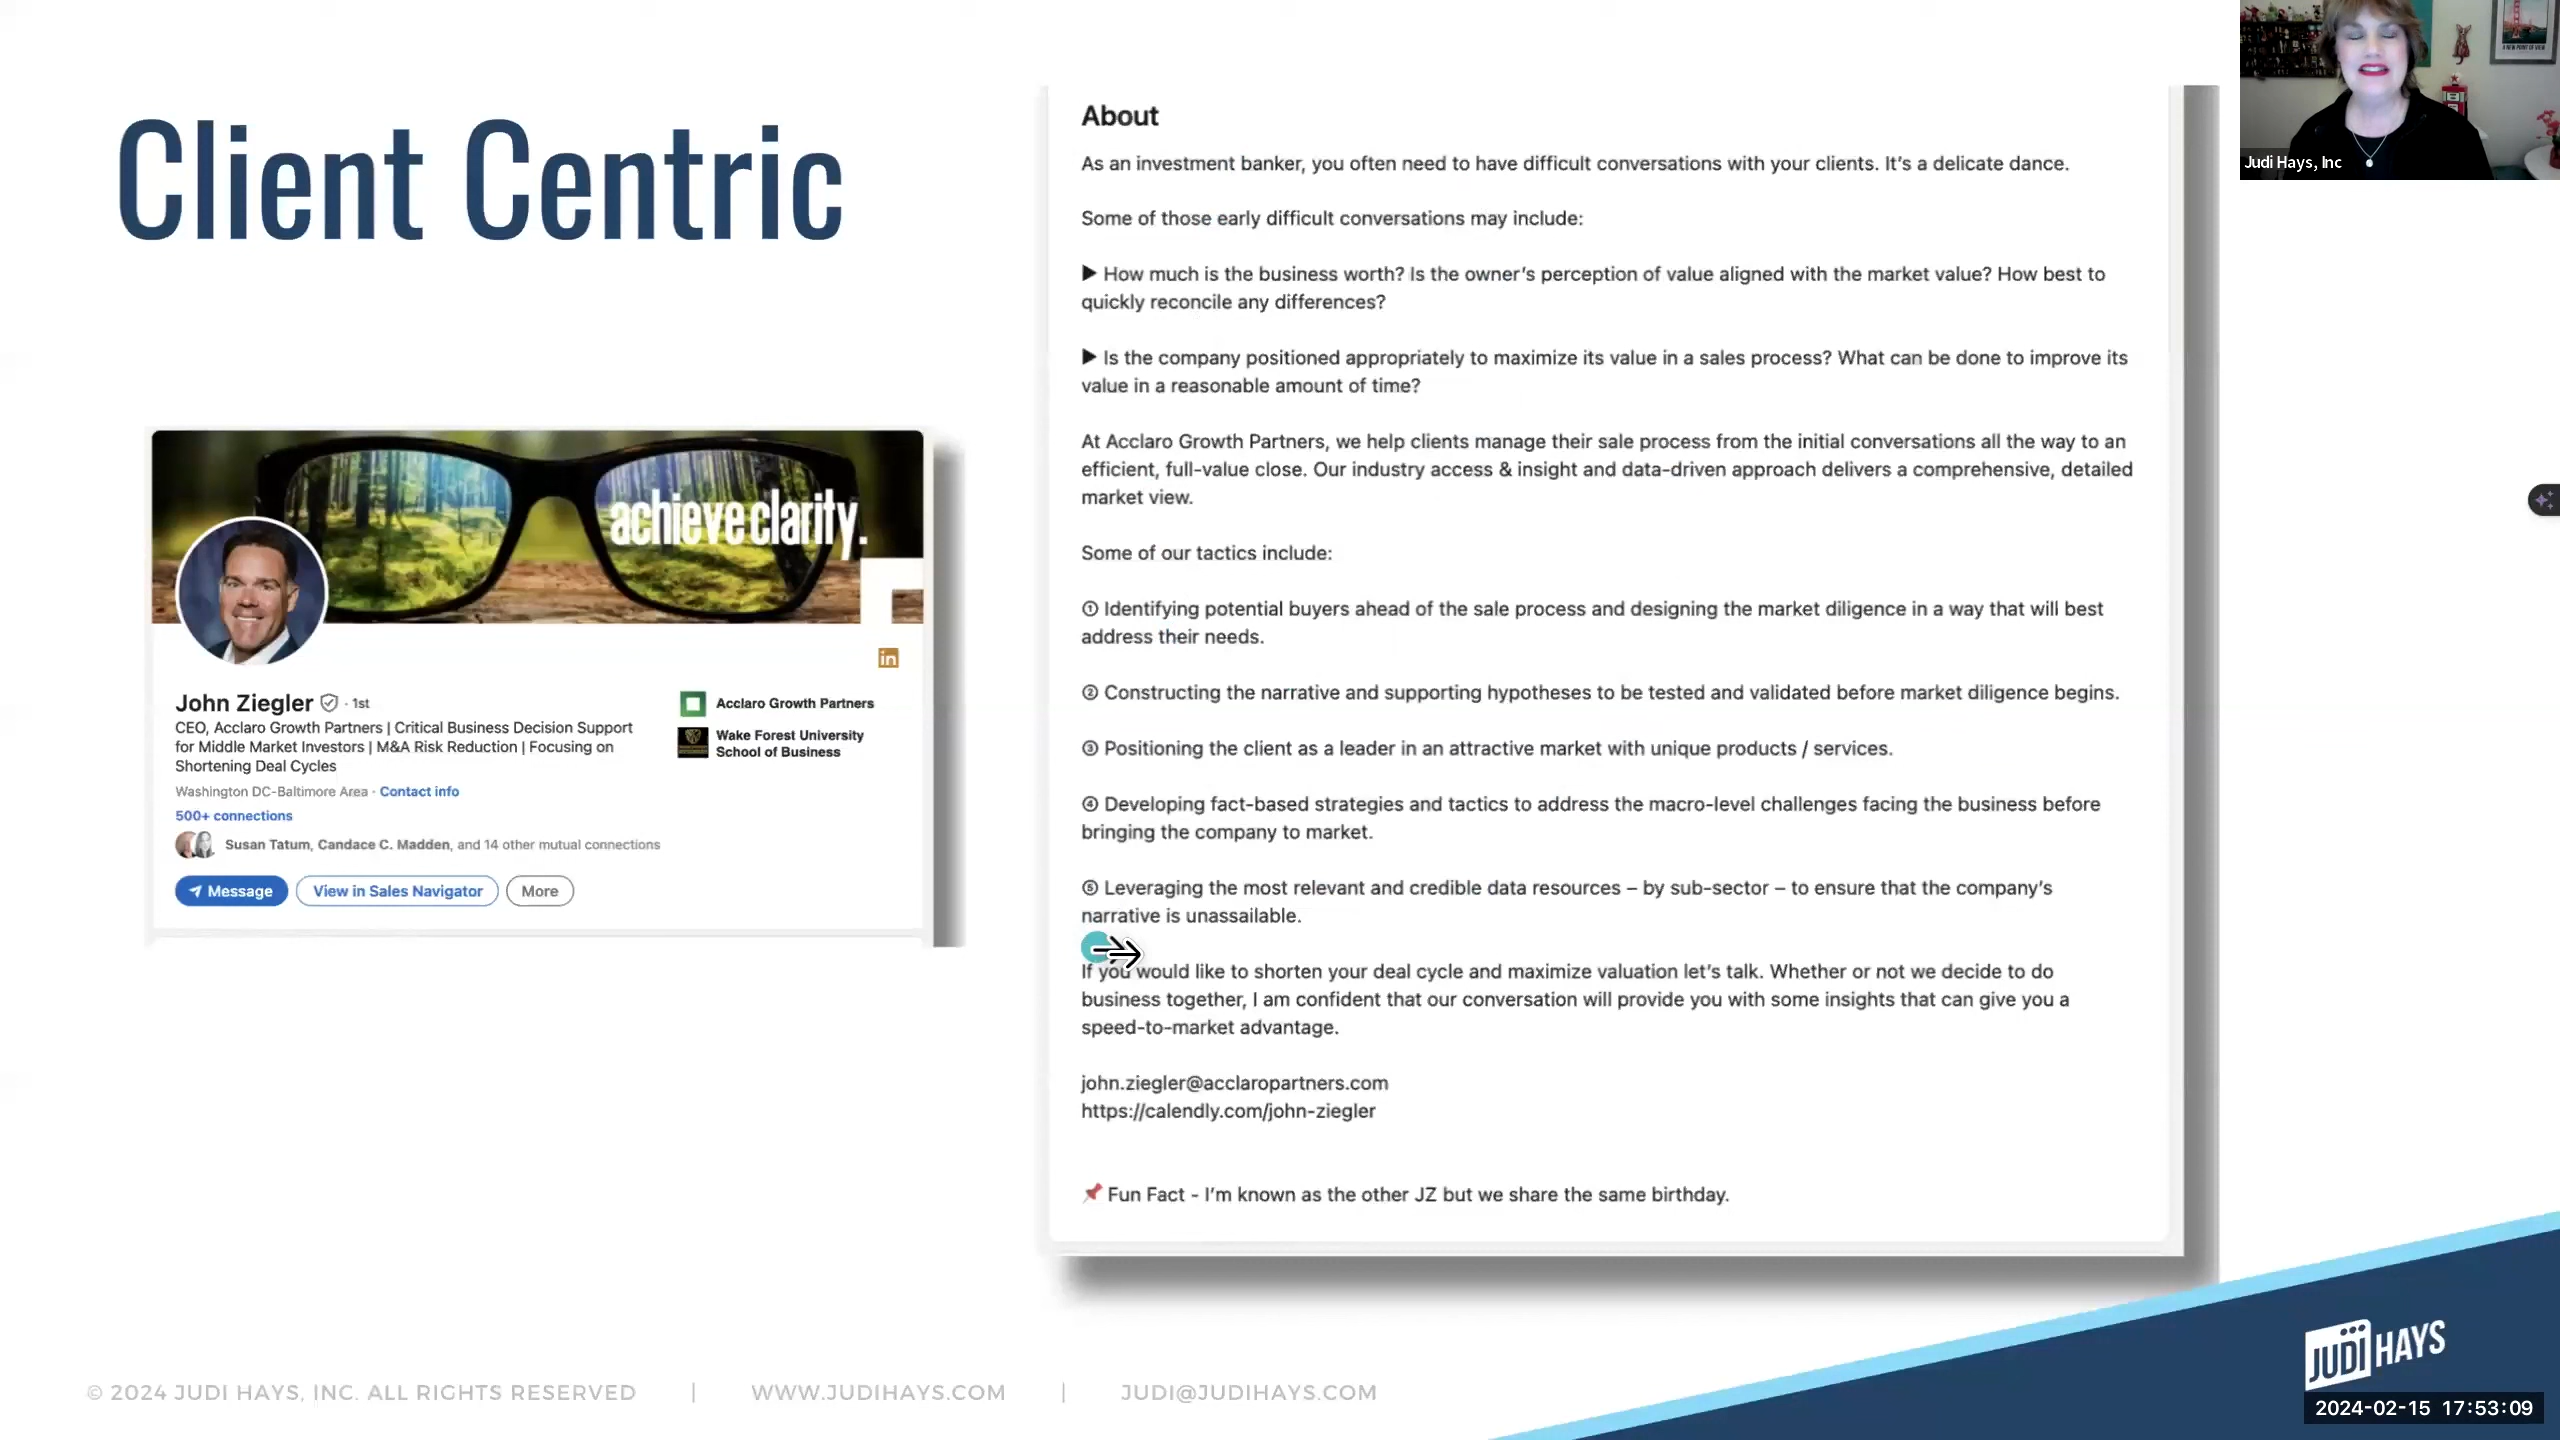 Client Centric
achieve clarity.
John Ziegler · 1st
CEO, Acclaro Growth Partners | Critical Business Decision Support
for Middle Market Investors | M&A Risk Reduction | Focusing on
Shortening Deal Cycles
Washington DC-Baltimore Area · Contact info
500+ connections
Susan Tatum, Candace C. Madden, and 14 other mutual connections
Message
View in Sales Navigator
More
in
Acclaro Growth Partners
Wake Forest University
School of Business
About
As an investment banker, you often need to have difficult conversations with your clients. It’s a delicate dance.
Some of those early difficult conversations may include:
▶ How much is the business worth? Is the owner’s perception of value aligned with the market value? How best to
quickly reconcile any differences?
▶ Is the company positioned appropriately to maximize its value in a sales process? What can be done to improve its
value in a reasonable amount of time?
At Acclaro Growth Partners, we help clients manage their sale process from the initial conversations all the way to an
efficient, full-value close. Our industry access & insight and data-driven approach delivers a comprehensive, detailed
market view.
Some of our tactics include:
① Identifying potential buyers ahead of the sale process and designing the market diligence in a way that will best
address their needs.
② Constructing the narrative and supporting hypotheses to be tested and validated before market diligence begins.
③ Positioning the client as a leader in an attractive market with unique products / services.
④ Developing fact-based strategies and tactics to address the macro-level challenges facing the business before
bringing the company to market.
⑤ Leveraging the most relevant and credible data resources – by sub-sector – to ensure that the company’s
narrative is unassailable.
If you would like to shorten your deal cycle and maximize valuation let’s talk. Whether or not we decide to do
business together, I am confident that our conversation will provide you with some insights that can give you a
speed-to-market advantage.
john.ziegler@acclaropartners.com
https://calendly.com/john-ziegler
📌 Fun Fact - I’m known as the other JZ but we share the same birthday.
Judi Hays, Inc
© 2024 JUDI HAYS, INC. ALL RIGHTS RESERVED | WWW.JUDIHAYS.COM | JUDI@JUDIHAYS.COM
JUDI HAYS
2024-02-15 17:53:09